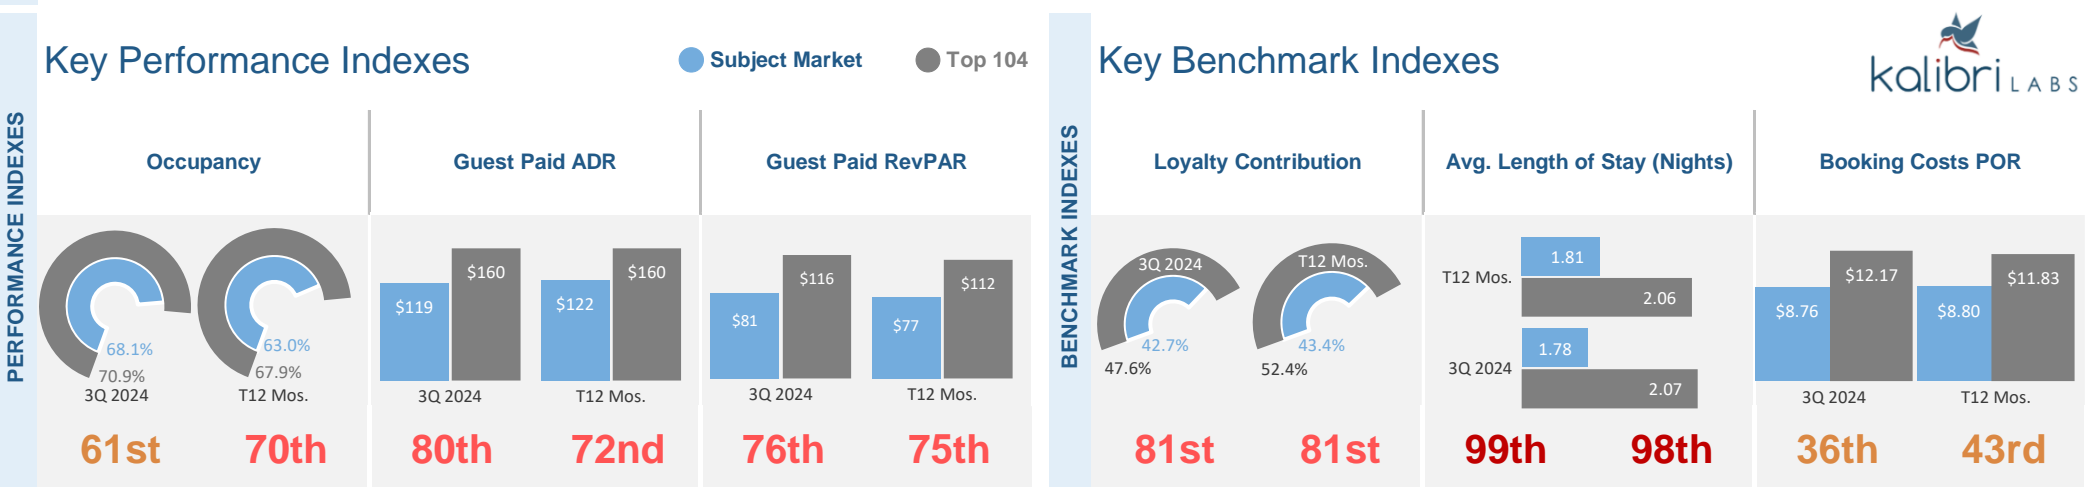 Key Performance Indexes
Subject Market
Top 104
PERFORMANCE INDEXES
Occupancy
Guest Paid ADR
Guest Paid RevPAR
68.1%
70.9%
3Q 2024
63.0%
67.9%
T12 Mos.
$119
$160
3Q 2024
$122
$160
T12 Mos.
$81
$116
3Q 2024
$77
$112
T12 Mos.
61st
70th
80th
72nd
76th
75th
Key Benchmark Indexes
kalibri LABS
BENCHMARK INDEXES
Loyalty Contribution
Avg. Length of Stay (Nights)
Booking Costs POR
3Q 2024
42.7%
47.6%
T12 Mos.
43.4%
52.4%
T12 Mos.
1.81
2.06
3Q 2024
1.78
2.07
$8.76
$12.17
3Q 2024
$8.80
$11.83
T12 Mos.
81st
81st
99th
98th
36th
43rd